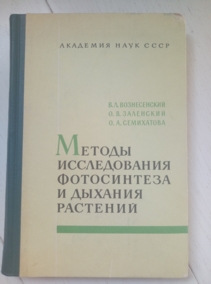 АКАДЕМИЯ НАУК СССР
В.Л.ВОЗНЕСЕНСКИЙ
О.В.ЗАЛЕНСКИЙ
О.А.СЕМИХАТОВА
МЕТОДЫ
ИССЛЕДОВАНИЯ
ФОТОСИНТЕЗА
И ДЫХАНИЯ
РАСТЕНИЙ